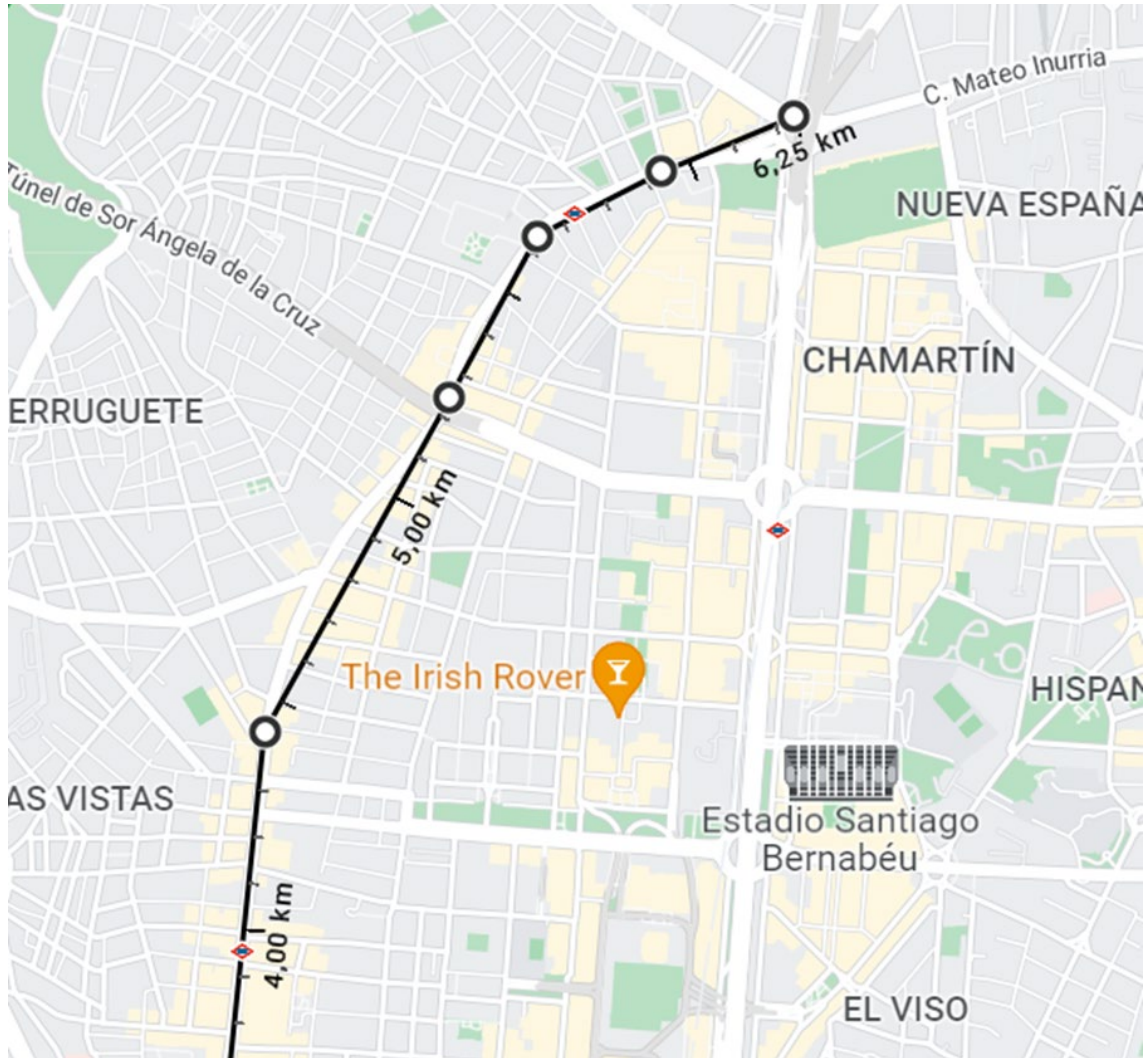 C. Mateo Inurria
6,25 km
Túnel de Sor Ángela de la Cruz
NUEVA ESPAÑA
CHAMARTÍN
ERRUGUETE
5,00 km
The Irish Rover
HISPAN
AS VISTAS
Estadio Santiago
Bernabéu
4,00 km
EL VISO